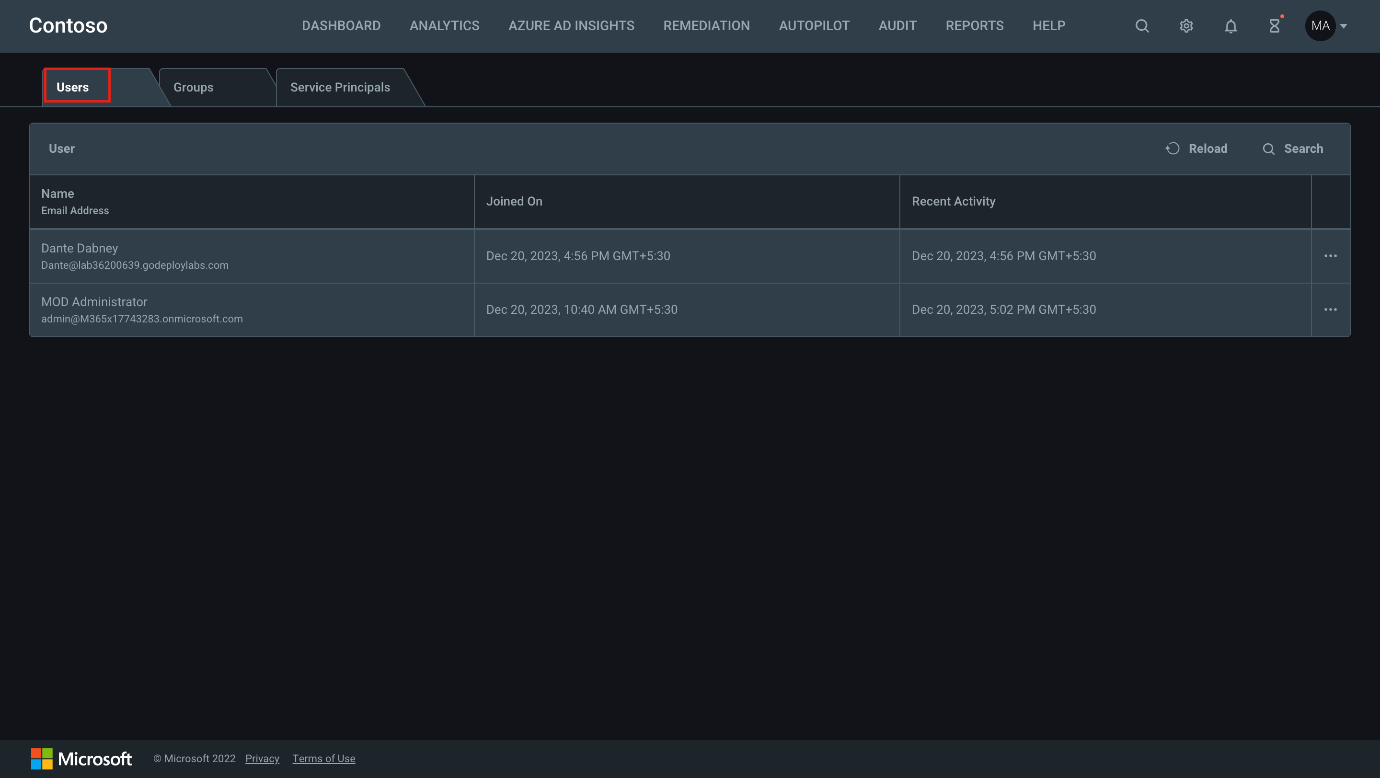 Contoso
DASHBOARD ANALYTICS AZURE AD INSIGHTS REMEDIATION AUTOPILOT AUDIT REPORTS HELP
MA
Users Groups Service Principals
User Reload Search
Name
Email Address
Joined On
Recent Activity
Dante Dabney
Dante@lab36200639.godeploylabs.com
Dec 20, 2023, 4:56 PM GMT+5:30
Dec 20, 2023, 4:56 PM GMT+5:30
MOD Administrator
admin@M365x17743283.onmicrosoft.com
Dec 20, 2023, 10:40 AM GMT+5:30
Dec 20, 2023, 5:02 PM GMT+5:30
Microsoft © Microsoft 2022 Privacy Terms of Use